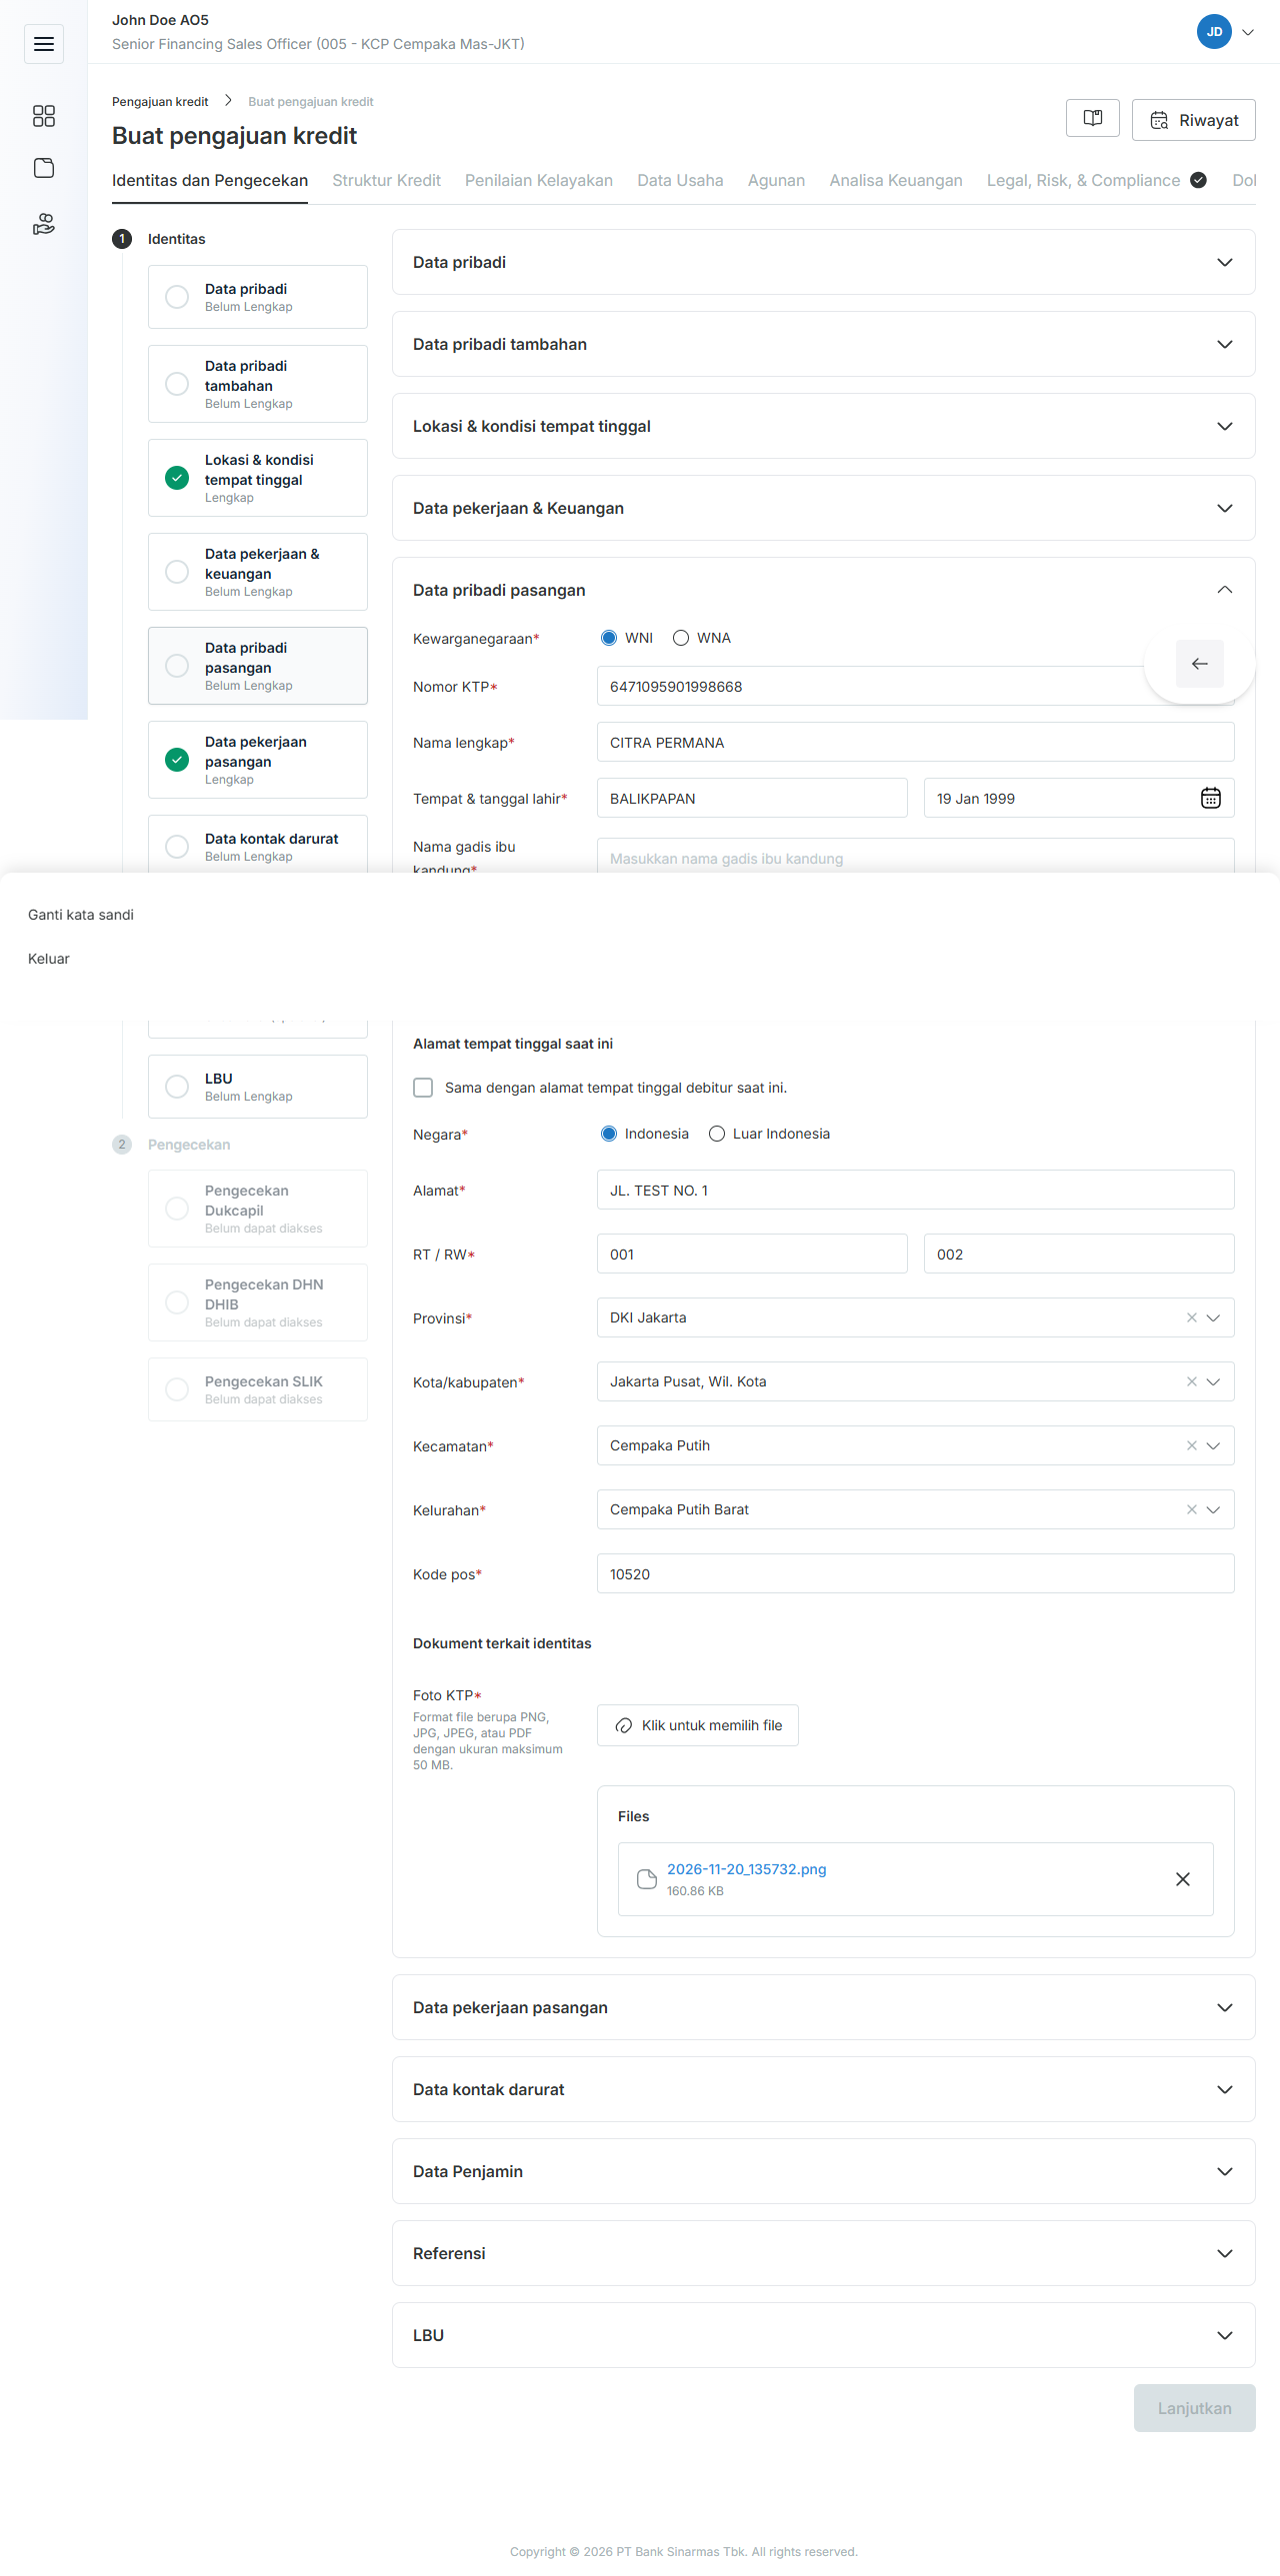 John Doe AO5
Senior Financing Sales Officer (005 - KCP Cempaka Mas-JKT)
JD
Pengajuan kredit
Buat pengajuan kredit
Buat pengajuan kredit
Riwayat
Identitas dan Pengecekan
Struktur Kredit
Penilaian Kelayakan
Data Usaha
Agunan
Analisa Keuangan
Legal, Risk, & Compliance
Dol
1
Identitas
Data pribadi
Belum Lengkap
Data pribadi
tambahan
Belum Lengkap
Lokasi & kondisi
tempat tinggal
Lengkap
Data pekerjaan &
keuangan
Belum Lengkap
Data pribadi
pasangan
Belum Lengkap
Data pekerjaan
pasangan
Lengkap
Data kontak darurat
Belum Lengkap
Data pribadi
Data pribadi tambahan
Lokasi & kondisi tempat tinggal
Data pekerjaan & Keuangan
Data pribadi pasangan
Kewarganegaraan*
WNI
WNA
Nomor KTP*
6471095901998668
Nama lengkap*
CITRA PERMANA
Tempat & tanggal lahir*
BALIKPAPAN
19 Jan 1999
Nama gadis ibu
kandung*
Masukkan nama gadis ibu kandung
Ganti kata sandi
Keluar
LBU
Belum Lengkap
2
Pengecekan
Pengecekan
Dukcapil
Belum dapat diakses
Pengecekan DHN
DHIB
Belum dapat diakses
Pengecekan SLIK
Belum dapat diakses
Alamat tempat tinggal saat ini
Sama dengan alamat tempat tinggal debitur saat ini.
Negara*
Indonesia
Luar Indonesia
Alamat*
JL. TEST NO. 1
RT / RW*
001
002
Provinsi*
DKI Jakarta
Kota/kabupaten*
Jakarta Pusat, Wil. Kota
Kecamatan*
Cempaka Putih
Kelurahan*
Cempaka Putih Barat
Kode pos*
10520
Dokument terkait identitas
Foto KTP*
Format file berupa PNG,
JPG, JPEG, atau PDF
dengan ukuran maksimum
50 MB.
Klik untuk memilih file
Files
2026-11-20_135732.png
160.86 KB
Data pekerjaan pasangan
Data kontak darurat
Data Penjamin
Referensi
LBU
Lanjutkan
Copyright © 2026 PT Bank Sinarmas Tbk. All rights reserved.